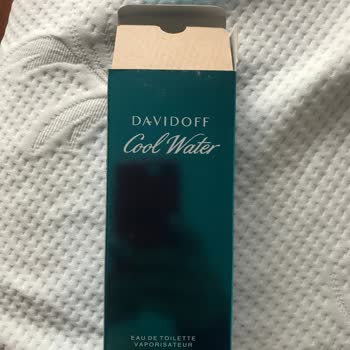 DAVIDOFF
Cool Water
EAU DE TOILETTE
VAPORISATEUR